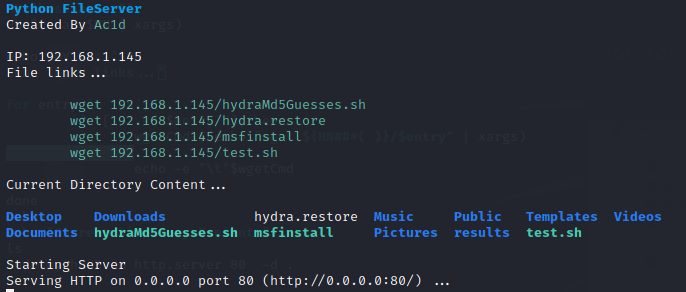 Python FileServer
Created By Ac1d
IP: 192.168.1.145
File links...
wget 192.168.1.145/hydraMd5Guesses.sh
wget 192.168.1.145/hydra.restore
wget 192.168.1.145/msfinstall
wget 192.168.1.145/test.sh
Current Directory Content...
Desktop Downloads hydra.restore Music Public Templates Videos
Documents hydraMd5Guesses.sh msfinstall Pictures results test.sh
Starting Server
Serving HTTP on 0.0.0.0 port 80 (http://0.0.0.0:80/) ...